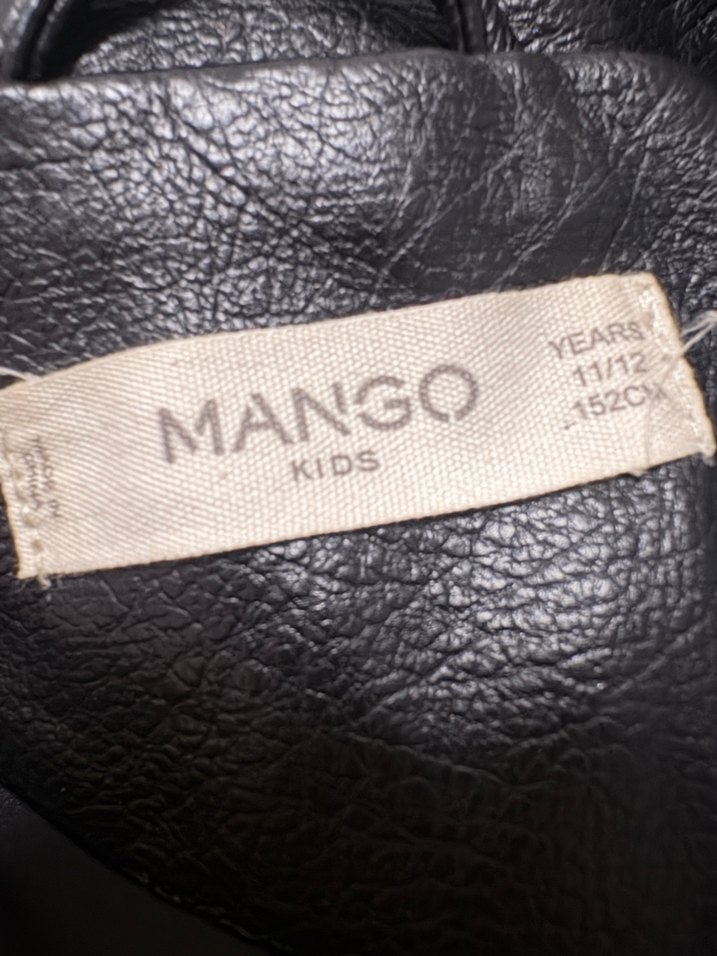 MANGO
KIDS
YEARS
11/12
152CM